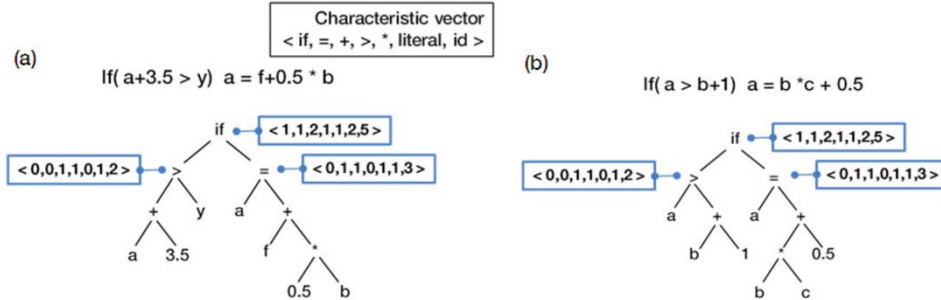 Characteristic vector
< if, =, +, >, *, literal, id >
(a)
If( a+3.5 > y)  a = f+0.5 * b
if
< 1,1,2,1,1,2,5 >
< 0,0,1,1,0,1,2 >
>
=
< 0,1,1,0,1,1,3 >
+
y
a
+
a
3.5
f
*
0.5
b
(b)
If( a > b+1)  a = b *c + 0.5
if
< 1,1,2,1,1,2,5 >
< 0,0,1,1,0,1,2 >
>
=
< 0,1,1,0,1,1,3 >
a
+
a
+
b
1
*
0.5
b
c